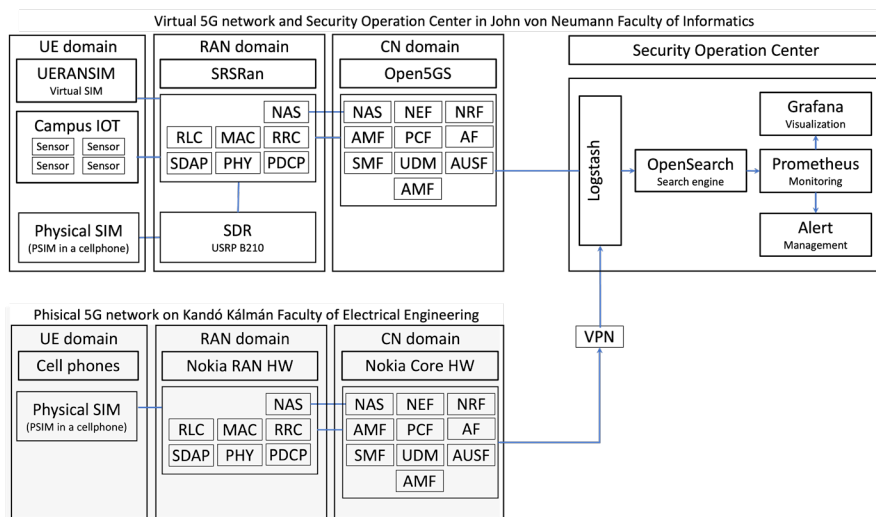 Virtual 5G network and Security Operation Center in John von Neumann Faculty of Informatics
UE domain
UERANSIM
Virtual SIM
Campus IOT
Sensor Sensor
Sensor Sensor
Physical SIM
(PSIM in a cellphone)
RAN domain
SRSRan
NAS
RLC MAC RRC
SDAP PHY PDCP
SDR
USRP B210
CN domain
Open5GS
NAS NEF NRF
AMF PCF AF
SMF UDM AUSF
AMF
Security Operation Center
Logstash
OpenSearch
Search engine
Grafana
Visualization
Prometheus
Monitoring
Alert
Management
VPN
Phisical 5G network on Kandó Kálmán Faculty of Electrical Engineering
UE domain
Cell phones
Physical SIM
(PSIM in a cellphone)
RAN domain
Nokia RAN HW
NAS
RLC MAC RRC
SDAP PHY PDCP
CN domain
Nokia Core HW
NAS NEF NRF
AMF PCF AF
SMF UDM AUSF
AMF